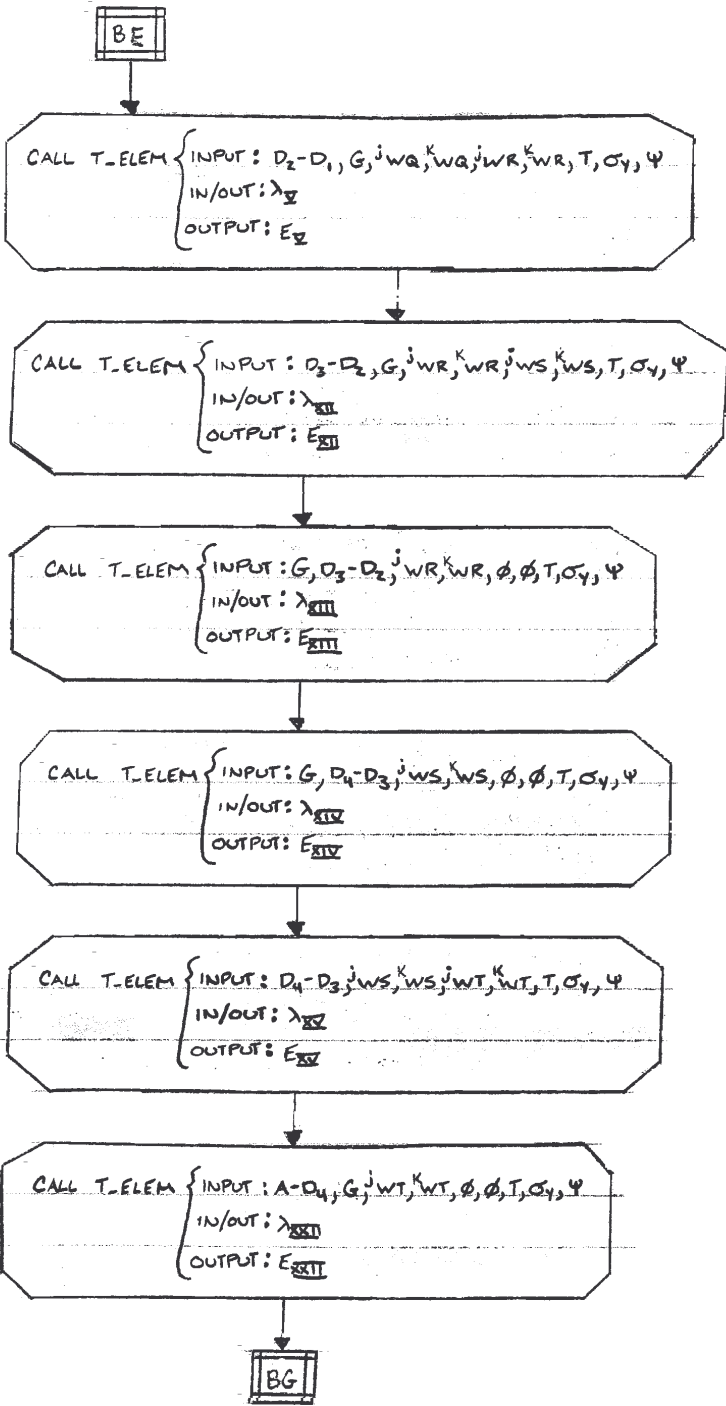 BE
CALL T_ELEM { INPUT: D₂-D₁, G, ʲWQ, ᴷWQ, ʲWR, ᴷWR, T, σY, Ψ
IN/OUT: λV
OUTPUT: EV
CALL T_ELEM { INPUT: D₃-D₂, G, ʲWR, ᴷWR, ʲWS, ᴷWS, T, σY, Ψ
IN/OUT: λXII
OUTPUT: EXII
CALL T_ELEM { INPUT: G, D₃-D₂, ʲWR, ᴷWR, Ø, Ø, T, σY, Ψ
IN/OUT: λXIII
OUTPUT: EXIII
CALL T_ELEM { INPUT: G, D₄-D₃, ʲWS, ᴷWS, Ø, Ø, T, σY, Ψ
IN/OUT: λXIV
OUTPUT: EXIV
CALL T_ELEM { INPUT: D₄-D₃, ʲWS, ᴷWS, ʲWT, ᴷWT, T, σY, Ψ
IN/OUT: λXV
OUTPUT: EXV
CALL T_ELEM { INPUT: A-D₄, G, ʲWT, ᴷWT, Ø, Ø, T, σY, Ψ
IN/OUT: λXXII
OUTPUT: EXXII
BG